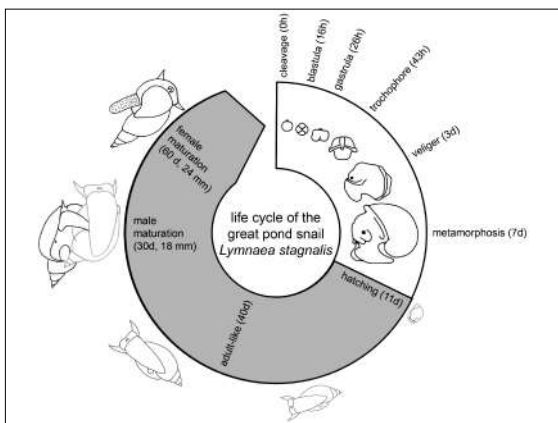 cleavage (0h)
blastula (16h)
gastrula (26h)
trochophore (43h)
veliger (3d)
metamorphosis (7d)
hatching (11d)
adult-like (40d)
male
maturation
(30d, 18 mm)
female
maturation
(60 d, 24 mm)
life cycle of the
great pond snail
Lymnaea stagnalis